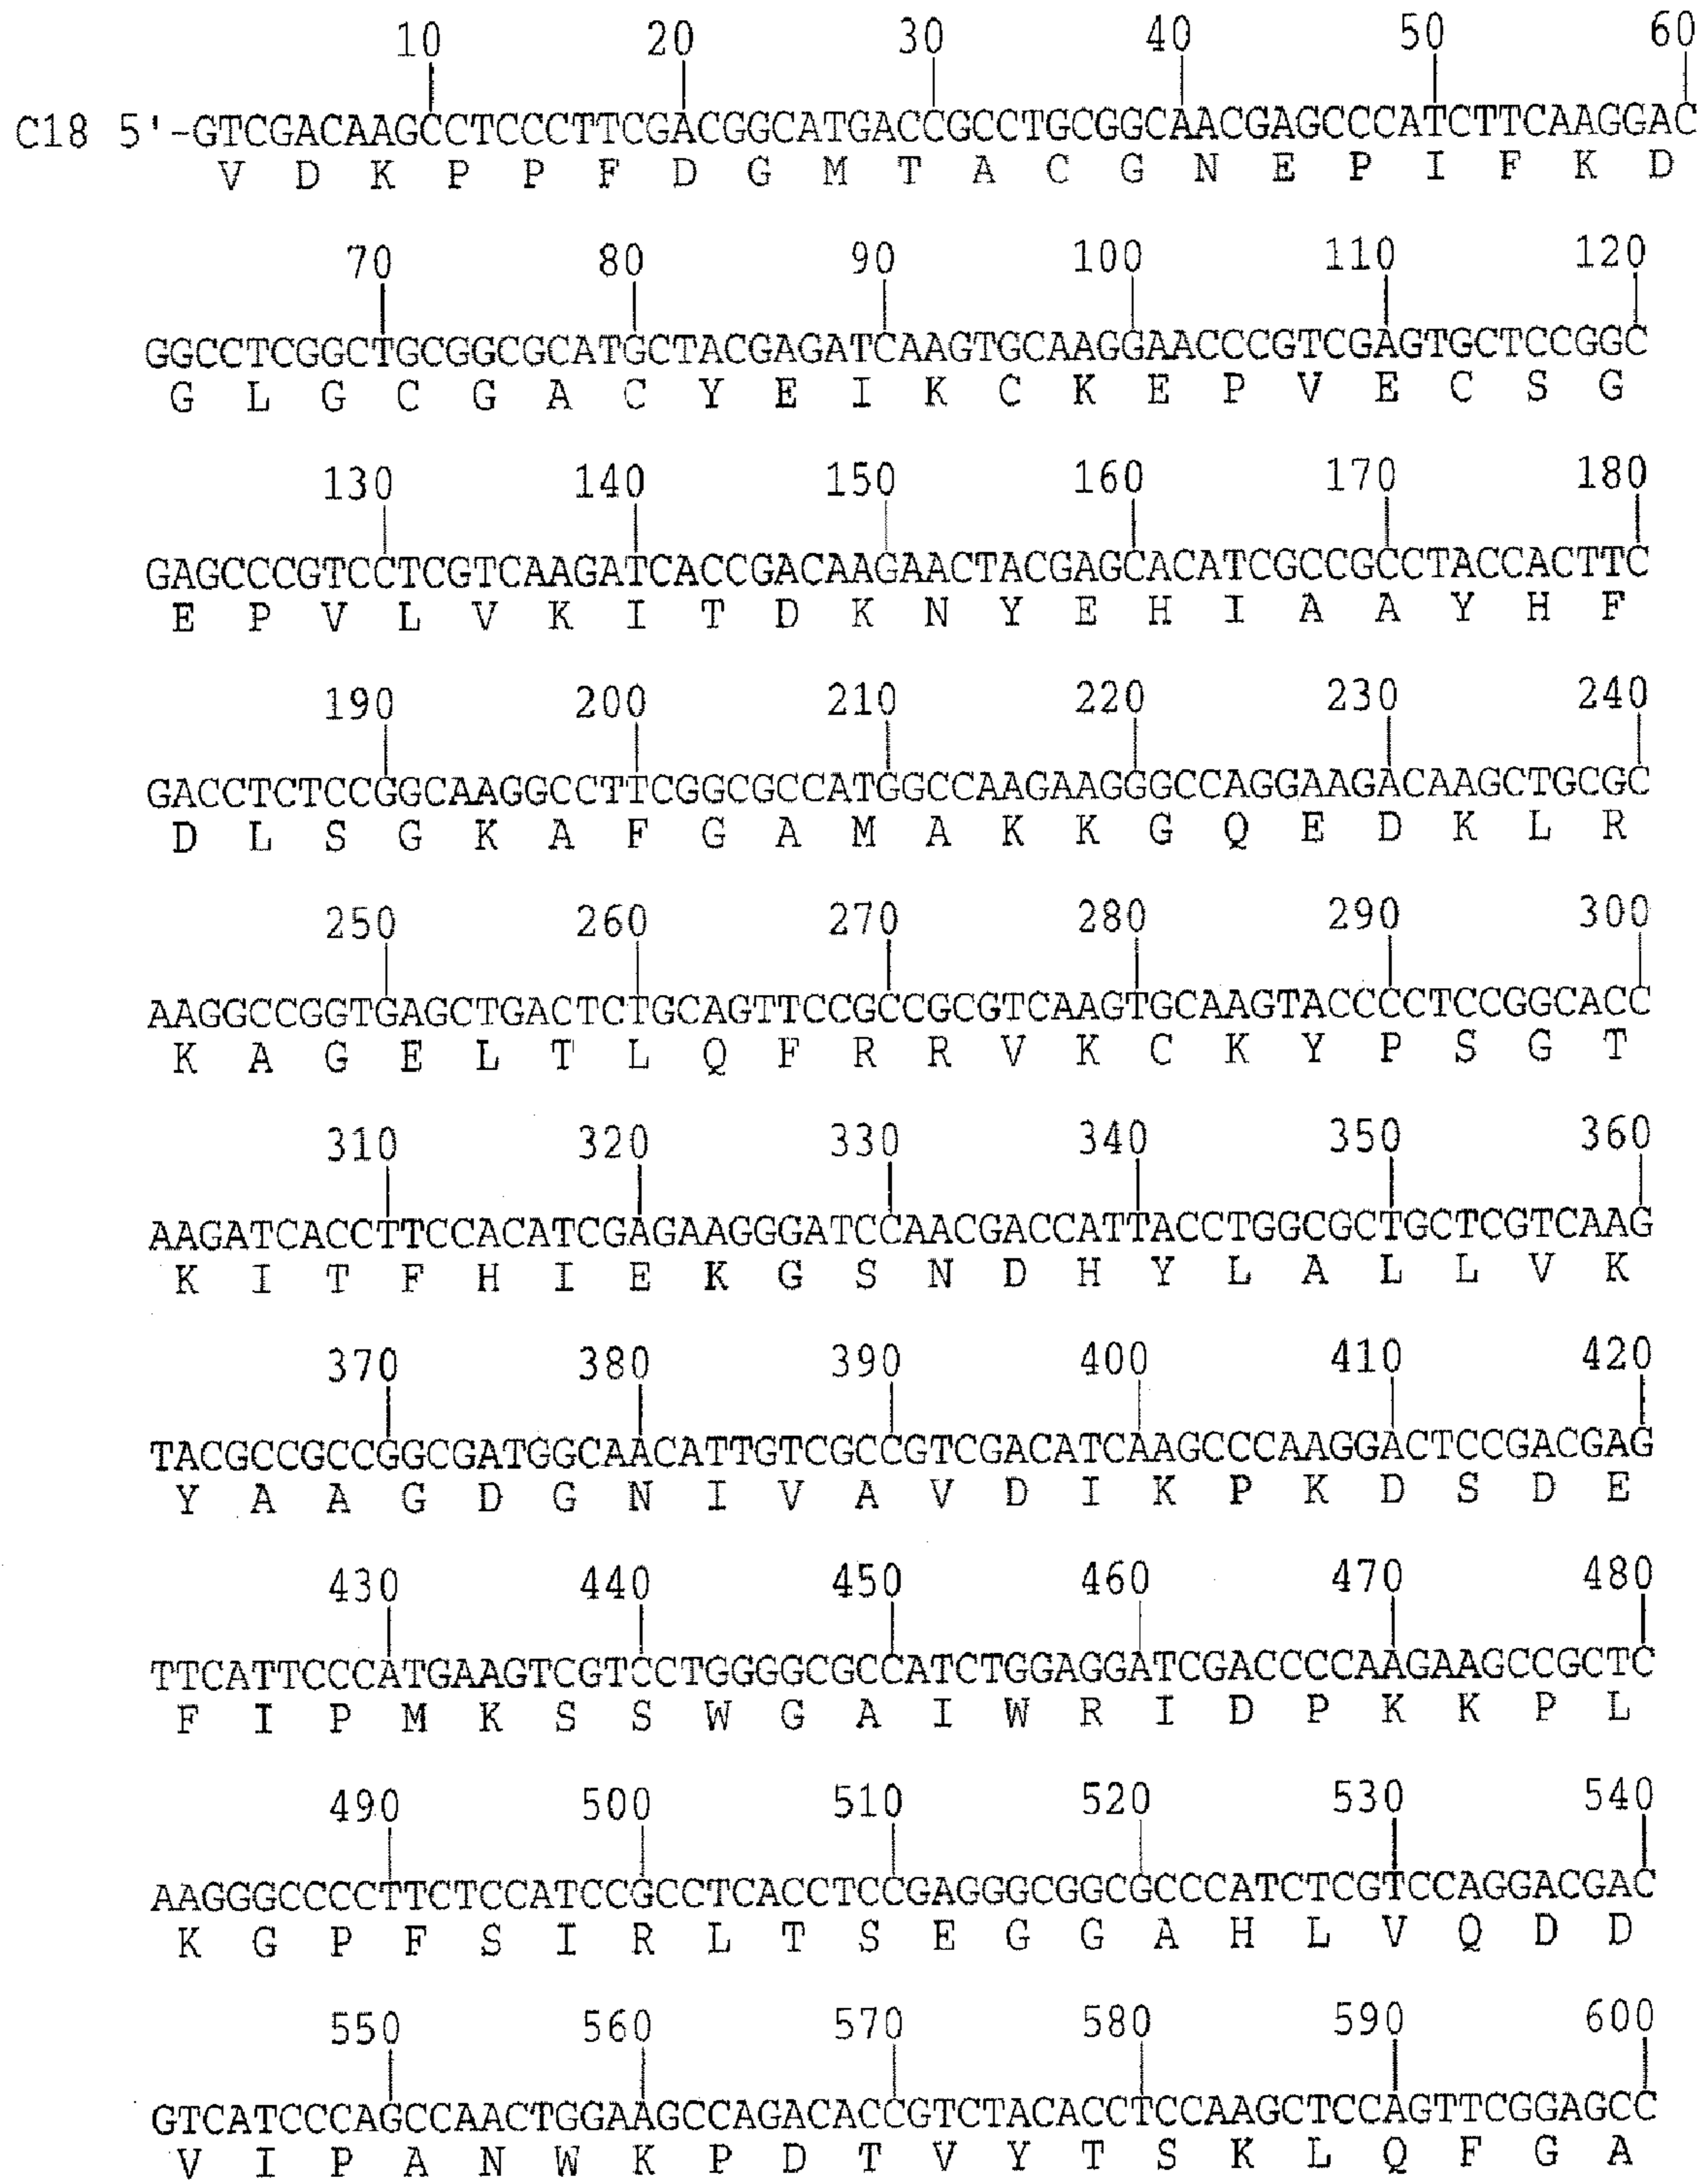 10 20 30 40 50 60
C18 5'-GTCGACAAGCCTCCCTTCGACGGCATGACCGCCTGCGGCAACGAGCCCATCTTCAAGGAC
V D K P P F D G M T A C G N E P I F K D
70 80 90 100 110 120
GGCCTCGGCTGCGGCGCATGCTACGAGATCAAGTGCAAGGAACCCGTCGAGTGCTCCGGC
G L G C G A C Y E I K C K E P V E C S G
130 140 150 160 170 180
GAGCCCGTCCTCGTCAAGATCACCGACAAGAACTACGAGCACATCGCCGCCTACCACTTC
E P V L V K I T D K N Y E H I A A Y H F
190 200 210 220 230 240
GACCTCTCCGGCAAGGCCTTCGGCGCCATGGCCAAGAAGGGCCAGGAAGACAAGCTGCGC
D L S G K A F G A M A K K G Q E D K L R
250 260 270 280 290 300
AAGGCCGGTGAGCTGACTCTGCAGTTCCGCCGCGTCAAGTGCAAGTACCCCTCCGGCACC
K A G E L T L Q F R R V K C K Y P S G T
310 320 330 340 350 360
AAGATCACCTTCCACATCGAGAAGGGATCCAACGACCATTACCTGGCGCTGCTCGTCAAG
K I T F H I E K G S N D H Y L A L L V K
370 380 390 400 410 420
TACGCCGCCGGCGATGGCAACATTGTCGCCGTCGACATCAAGCCCAAGGACTCCGACGAG
Y A A G D G N I V A V D I K P K D S D E
430 440 450 460 470 480
TTCATTCCCATGAAGTCGTCCTGGGGCGCCATCTGGAGGATCGACCCCAAGAAGCCGCTC
F I P M K S S W G A I W R I D P K K P L
490 500 510 520 530 540
AAGGGCCCCTTCTCCATCCGCCTCACCTCCGAGGGCGGCGCCCATCTCGTCCAGGACGAC
K G P F S I R L T S E G G A H L V Q D D
550 560 570 580 590 600
GTCATCCCAGCCAACTGGAAGCCAGACACCGTCTACACCTCCAAGCTCCAGTTCGGAGCC
V I P A N W K P D T V Y T S K L Q F G A